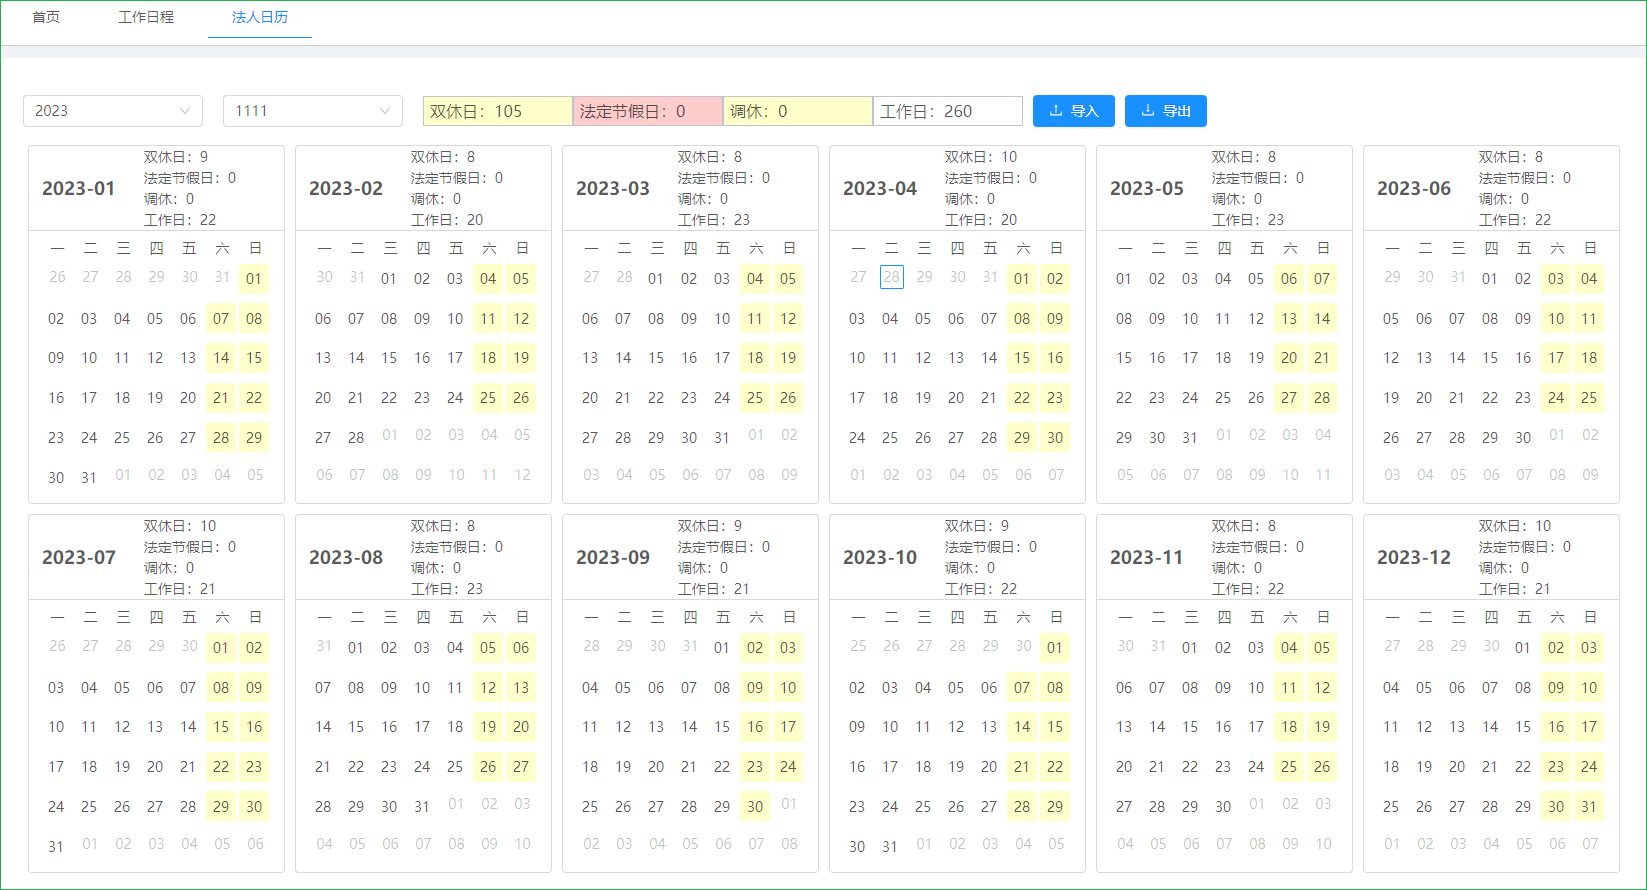 首页 工作日程 法人日历
2023 1111 双休日：105 法定节假日：0 调休：0 工作日：260 导入 导出
2023-01
双休日：9
法定节假日：0
调休：0
工作日：22
一 二 三 四 五 六 日
26 27 28 29 30 31 01
02 03 04 05 06 07 08
09 10 11 12 13 14 15
16 17 18 19 20 21 22
23 24 25 26 27 28 29
30 31 01 02 03 04 05
2023-02
双休日：8
法定节假日：0
调休：0
工作日：20
一 二 三 四 五 六 日
30 31 01 02 03 04 05
06 07 08 09 10 11 12
13 14 15 16 17 18 19
20 21 22 23 24 25 26
27 28 01 02 03 04 05
06 07 08 09 10 11 12
2023-03
双休日：8
法定节假日：0
调休：0
工作日：23
一 二 三 四 五 六 日
27 28 01 02 03 04 05
06 07 08 09 10 11 12
13 14 15 16 17 18 19
20 21 22 23 24 25 26
27 28 29 30 31 01 02
03 04 05 06 07 08 09
2023-04
双休日：10
法定节假日：0
调休：0
工作日：20
一 二 三 四 五 六 日
27 28 29 30 31 01 02
03 04 05 06 07 08 09
10 11 12 13 14 15 16
17 18 19 20 21 22 23
24 25 26 27 28 29 30
01 02 03 04 05 06 07
2023-05
双休日：8
法定节假日：0
调休：0
工作日：23
一 二 三 四 五 六 日
01 02 03 04 05 06 07
08 09 10 11 12 13 14
15 16 17 18 19 20 21
22 23 24 25 26 27 28
29 30 31 01 02 03 04
05 06 07 08 09 10 11
2023-06
双休日：8
法定节假日：0
调休：0
工作日：22
一 二 三 四 五 六 日
29 30 31 01 02 03 04
05 06 07 08 09 10 11
12 13 14 15 16 17 18
19 20 21 22 23 24 25
26 27 28 29 30 01 02
03 04 05 06 07 08 09
2023-07
双休日：10
法定节假日：0
调休：0
工作日：21
一 二 三 四 五 六 日
26 27 28 29 30 01 02
03 04 05 06 07 08 09
10 11 12 13 14 15 16
17 18 19 20 21 22 23
24 25 26 27 28 29 30
31 01 02 03 04 05 06
2023-08
双休日：8
法定节假日：0
调休：0
工作日：23
一 二 三 四 五 六 日
31 01 02 03 04 05 06
07 08 09 10 11 12 13
14 15 16 17 18 19 20
21 22 23 24 25 26 27
28 29 30 31 01 02 03
04 05 06 07 08 09 10
2023-09
双休日：9
法定节假日：0
调休：0
工作日：21
一 二 三 四 五 六 日
28 29 30 31 01 02 03
04 05 06 07 08 09 10
11 12 13 14 15 16 17
18 19 20 21 22 23 24
25 26 27 28 29 30 01
02 03 04 05 06 07 08
2023-10
双休日：9
法定节假日：0
调休：0
工作日：22
一 二 三 四 五 六 日
25 26 27 28 29 30 01
02 03 04 05 06 07 08
09 10 11 12 13 14 15
16 17 18 19 20 21 22
23 24 25 26 27 28 29
30 31 01 02 03 04 05
2023-11
双休日：8
法定节假日：0
调休：0
工作日：22
一 二 三 四 五 六 日
30 31 01 02 03 04 05
06 07 08 09 10 11 12
13 14 15 16 17 18 19
20 21 22 23 24 25 26
27 28 29 30 01 02 03
04 05 06 07 08 09 10
2023-12
双休日：10
法定节假日：0
调休：0
工作日：21
一 二 三 四 五 六 日
27 28 29 30 01 02 03
04 05 06 07 08 09 10
11 12 13 14 15 16 17
18 19 20 21 22 23 24
25 26 27 28 29 30 31
01 02 03 04 05 06 07